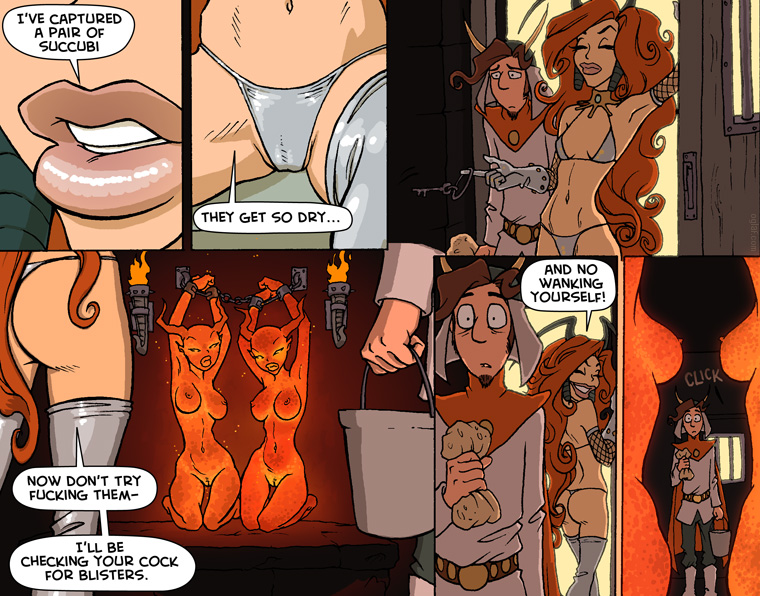 I'VE CAPTURED
A PAIR OF
SUCCUBI
THEY GET SO DRY...
NOW DON'T TRY
FUCKING THEM-
I'LL BE
CHECKING YOUR COCK
FOR BLISTERS.
AND NO
WANKING
YOURSELF!
CLICK